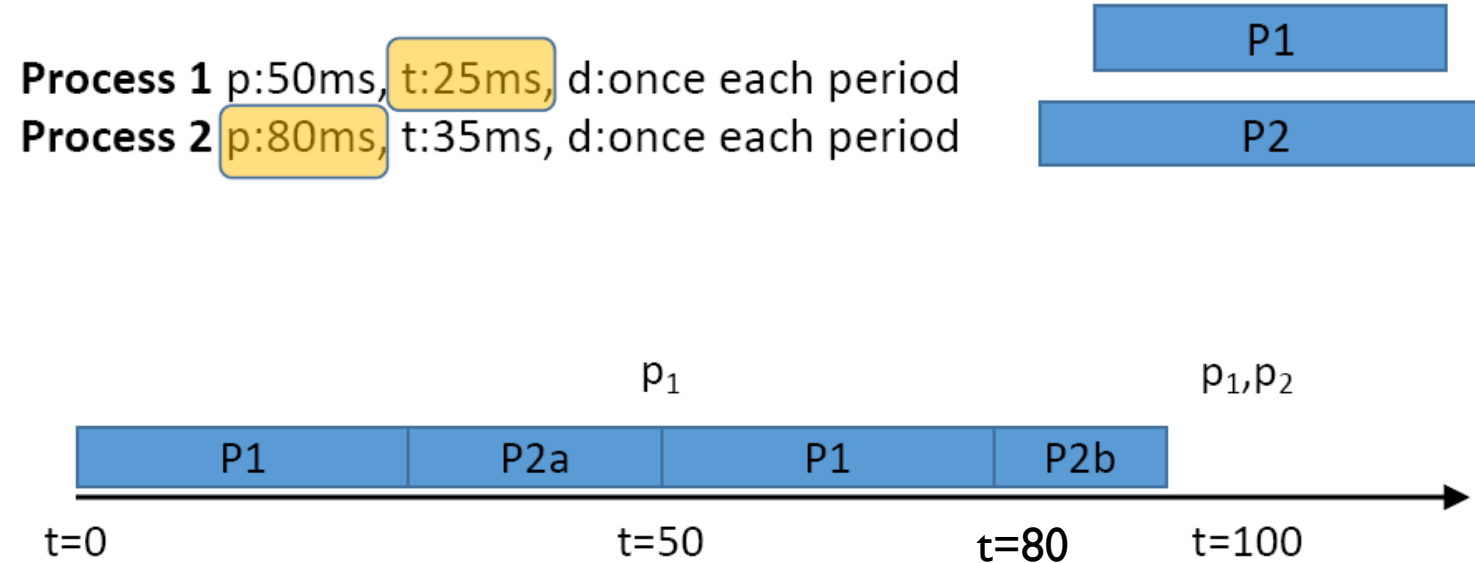 Process 1 p:50ms, t:25ms, d:once each period
P1
Process 2 p:80ms, t:35ms, d:once each period
P2
p₁
p₁,p₂
P1
P2a
P1
P2b
t=0
t=50
t=80
t=100